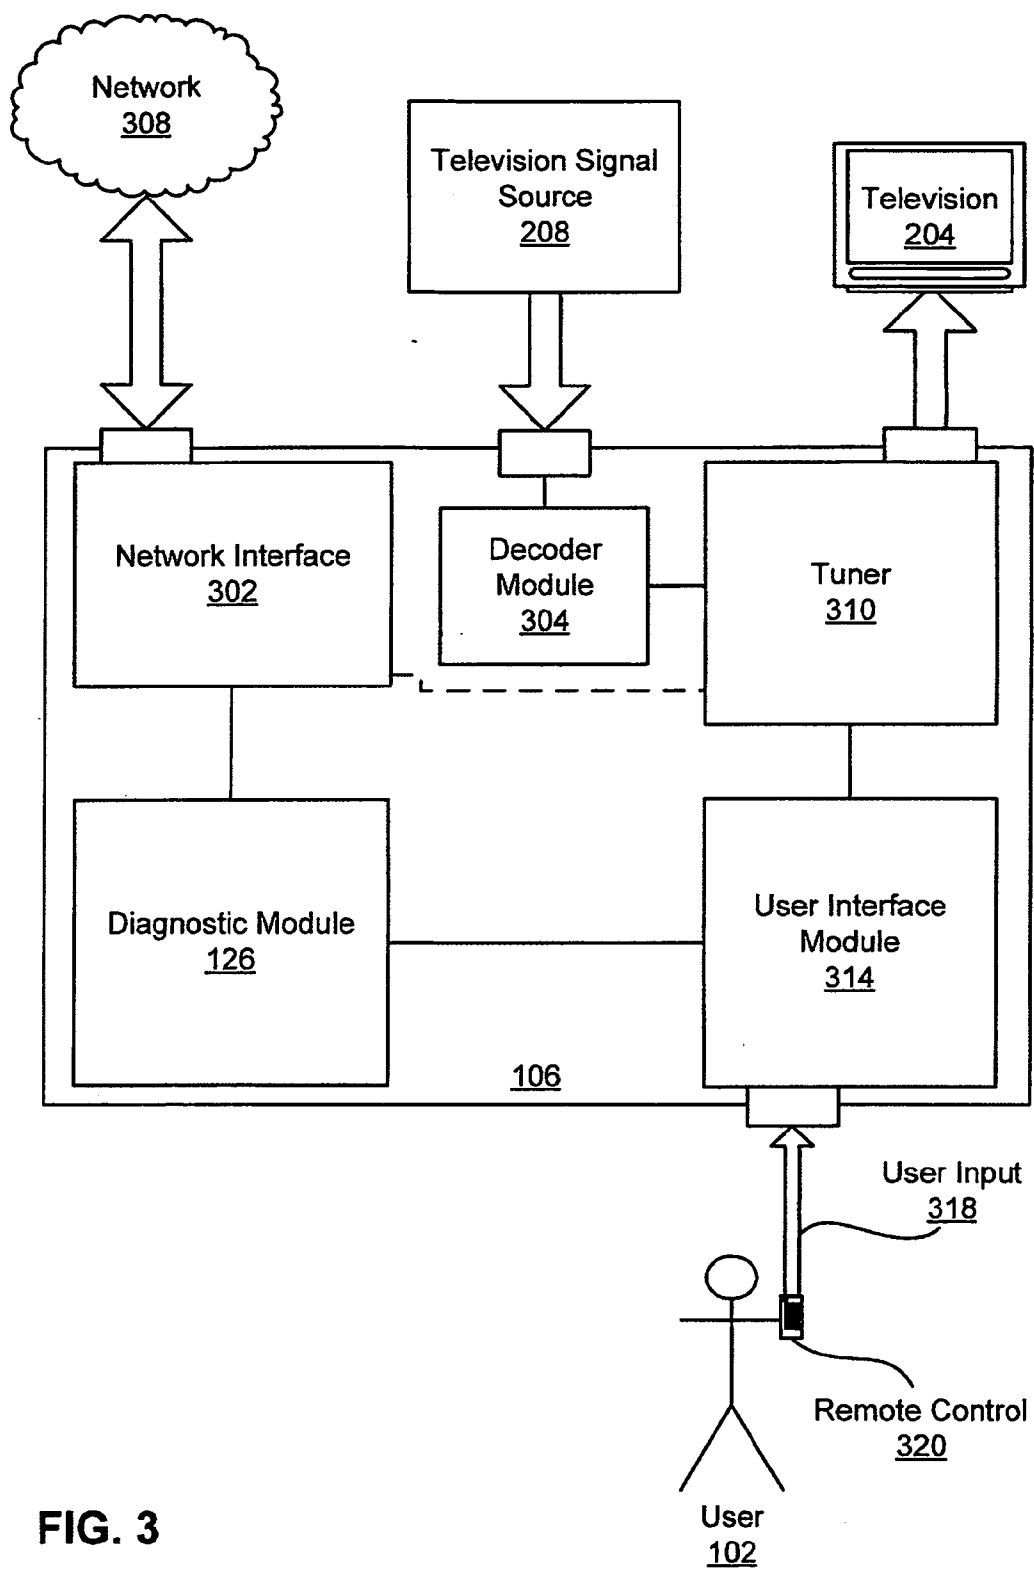 Network
308
Television Signal
Source
208
Television
204
Network Interface
302
Decoder
Module
304
Tuner
310
Diagnostic Module
126
User Interface
Module
314
106
User Input
318
Remote Control
320
User
102
FIG. 3